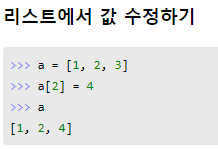 리스트에서 값 수정하기
>>> a = [1, 2, 3]
>>> a[2] = 4
>>> a
[1, 2, 4]